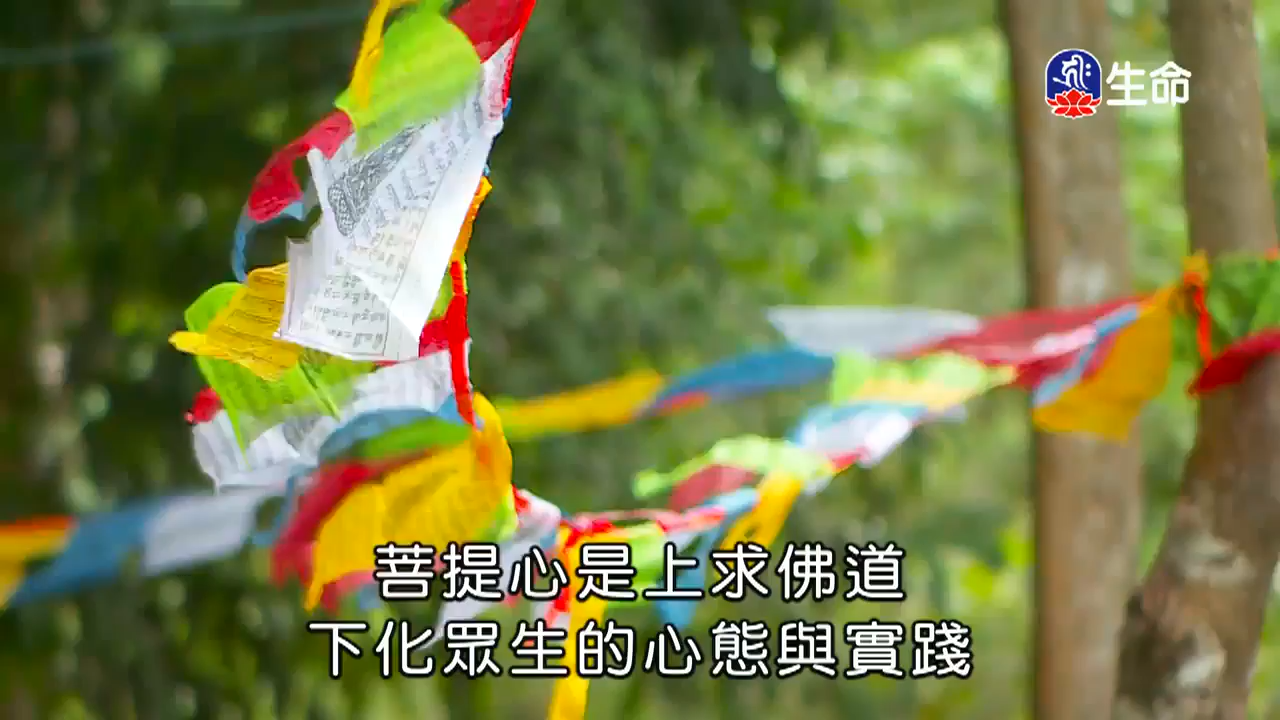 生命
菩提心是上求佛道
下化眾生的心態與實踐